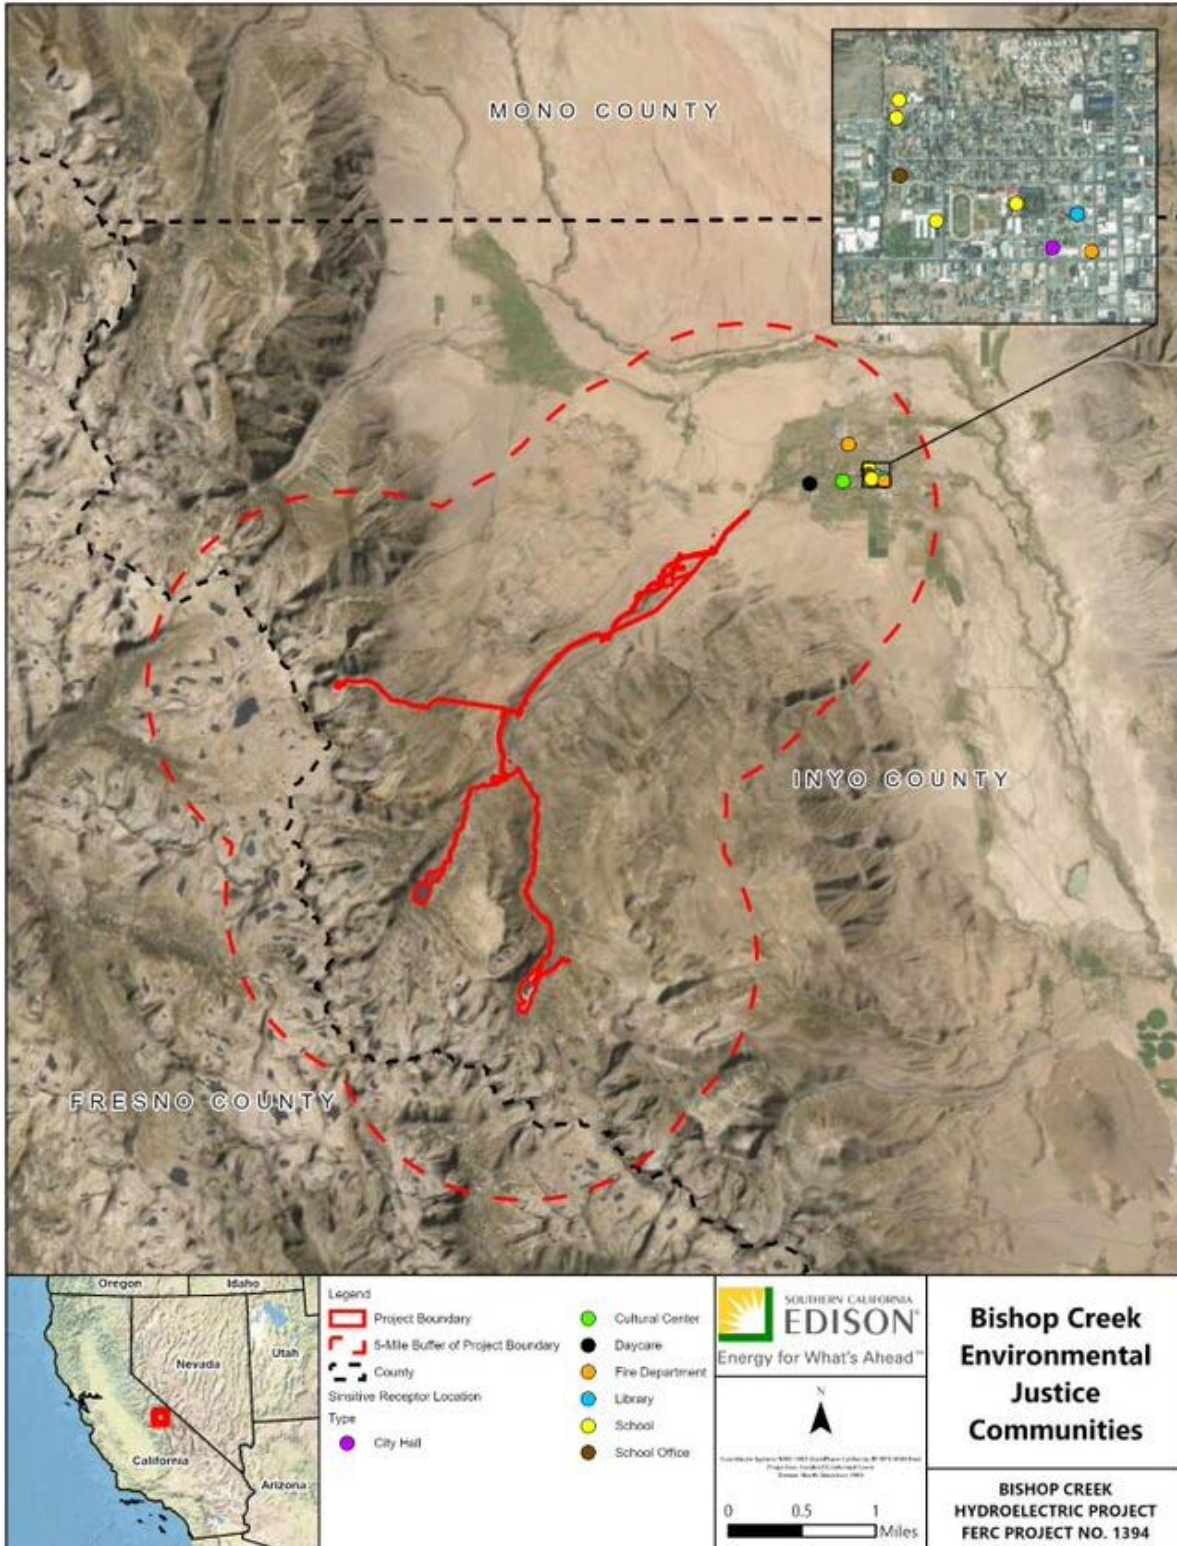 MONO COUNTY
INYO COUNTY
FRESNO COUNTY
Oregon
Idaho
Nevada
Utah
California
Arizona
Legend
Project Boundary
5-Mile Buffer of Project Boundary
County
Sinsitive Receptor Location
Type
City Hall
Cultural Center
Daycare
Fire Department
Library
School
School Office
SOUTHERN CALIFORNIA
EDISON®
Energy for What's Ahead™
N
0 0.5 1
Miles
Bishop Creek
Environmental
Justice
Communities
BISHOP CREEK
HYDROELECTRIC PROJECT
FERC PROJECT NO. 1394